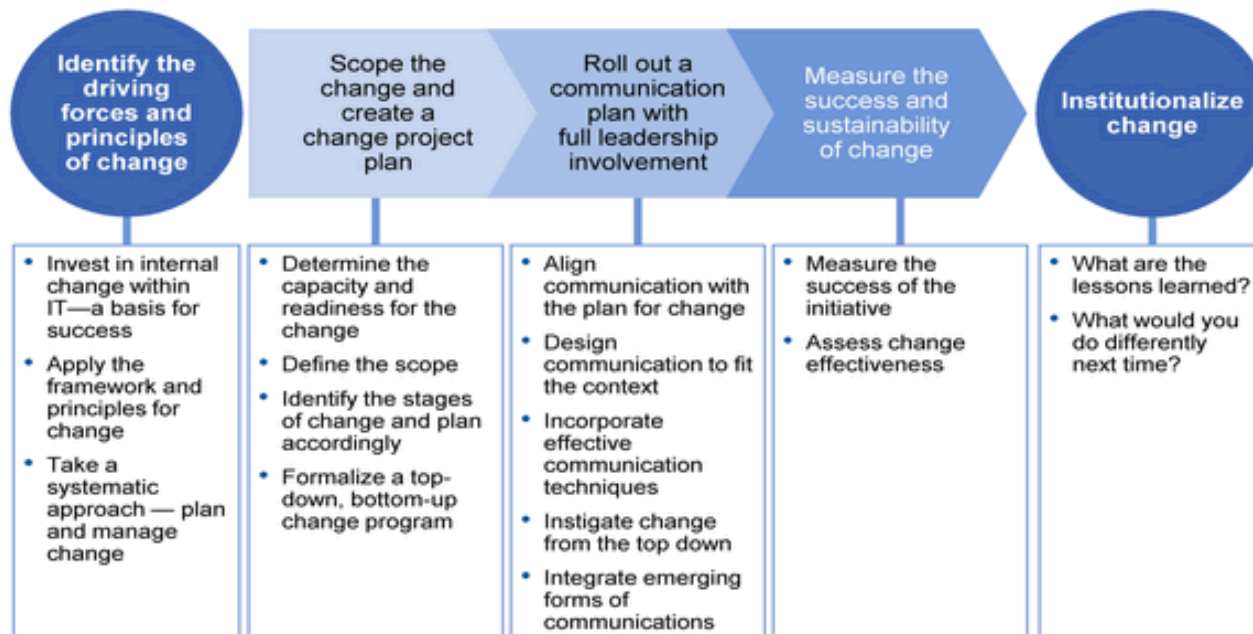 Identify the
driving
forces and
principles
of change
Scope the
change and
create a
change project
plan
Roll out a
communication
plan with
full leadership
involvement
Measure the
success and
sustainability
of change
Institutionalize
change
• Invest in internal
change within
IT—a basis for
success
• Apply the
framework and
principles for
change
• Take a
systematic
approach — plan
and manage
change
• Determine the
capacity and
readiness for the
change
• Define the scope
• Identify the stages
of change and plan
accordingly
• Formalize a top-
down, bottom-up
change program
• Align
communication with
the plan for change
• Design
communication to fit
the context
• Incorporate
effective
communication
techniques
• Instigate change
from the top down
• Integrate emerging
forms of
communications
• Measure the
success of the
initiative
• Assess change
effectiveness
• What are the
lessons learned?
• What would you
do differently
next time?